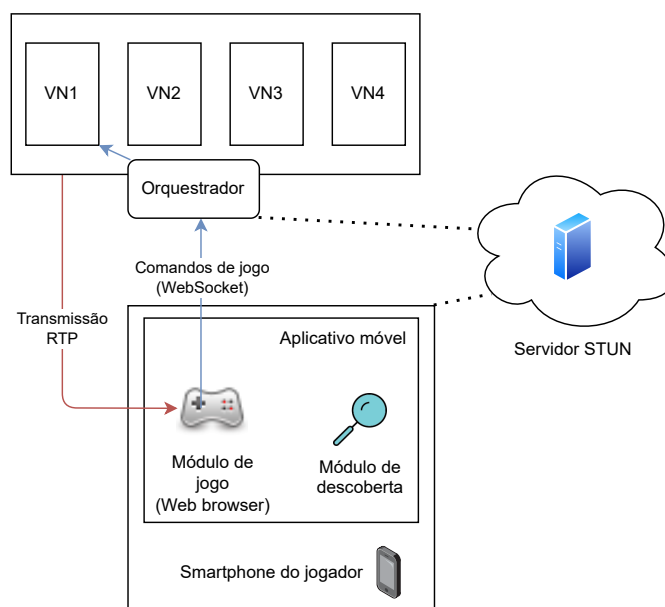 VN1
VN2
VN3
VN4
Orquestrador
Comandos de jogo
(WebSocket)
Transmissão
RTP
Servidor STUN
Aplicativo móvel
Módulo de
jogo
(Web browser)
Módulo de
descoberta
Smartphone do jogador